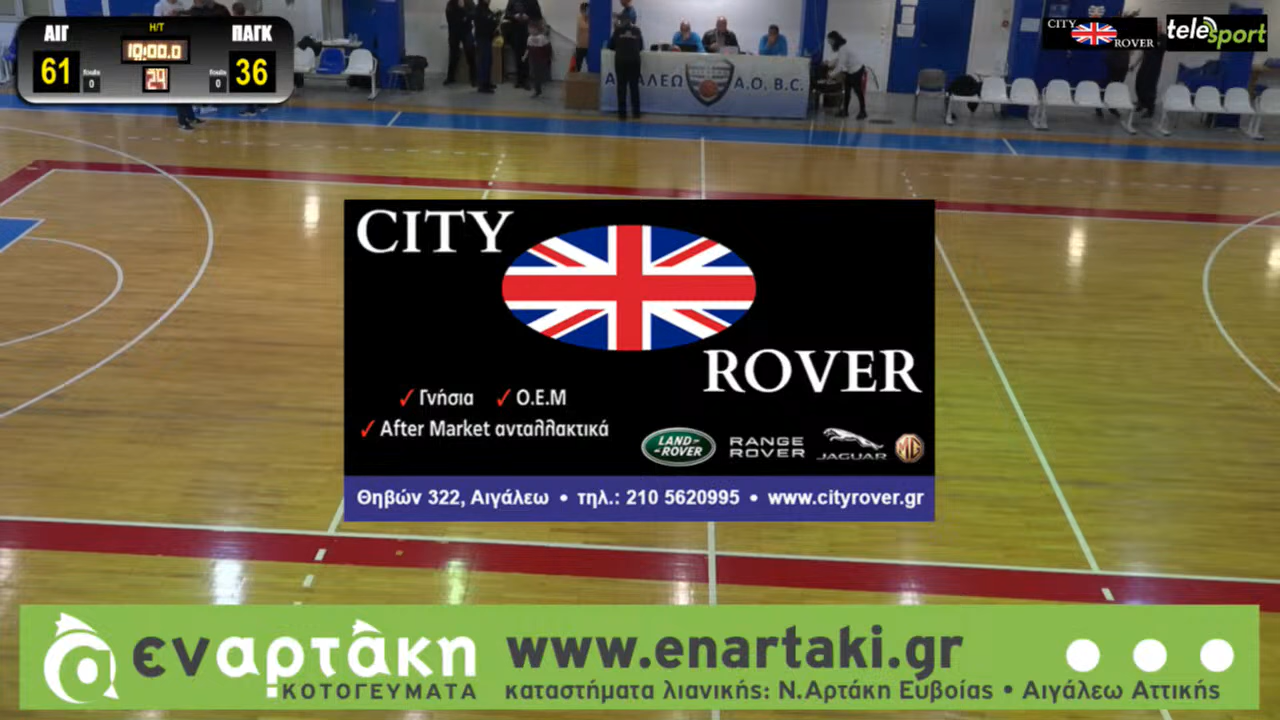 ΑΙΓ H/T ΠΑΓΚ
10:00.0
61 fouls 0 24 fouls 0 36
CITY ROVER
telesport
ΑΙΓΑΛΕΩ Α.Ο. B.C.
CITY
ROVER
✓ Γνήσια ✓ O.E.M
✓ After Market ανταλλακτικά
LAND-ROVER RANGE ROVER JAGUAR MG
Θηβών 322, Αιγάλεω • τηλ.: 210 5620995 • www.cityrover.gr
εναρτάκη www.enartaki.gr
ΚΟΤΟΓΕΥΜΑΤΑ καταστήματα λιανικής: Ν.Αρτάκη Ευβοίας • Αιγάλεω Αττικής